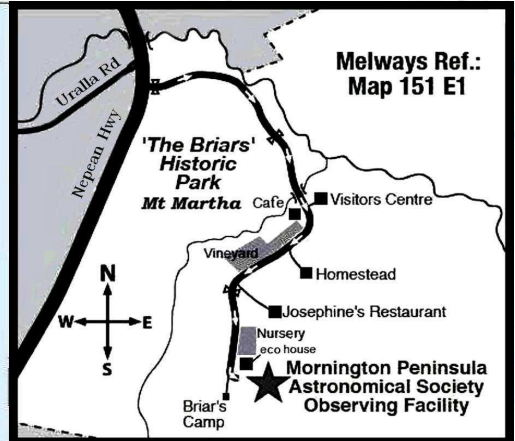 Melways Ref.:
Map 151 E1
Uralla Rd
Nepean Hwy
'The Briars'
Historic
Park
Mt Martha
Cafe
Visitors Centre
Vineyard
Homestead
N
W E
S
Josephine's Restaurant
Nursery
eco house
Mornington Peninsula
Astronomical Society
Observing Facility
Briar's
Camp